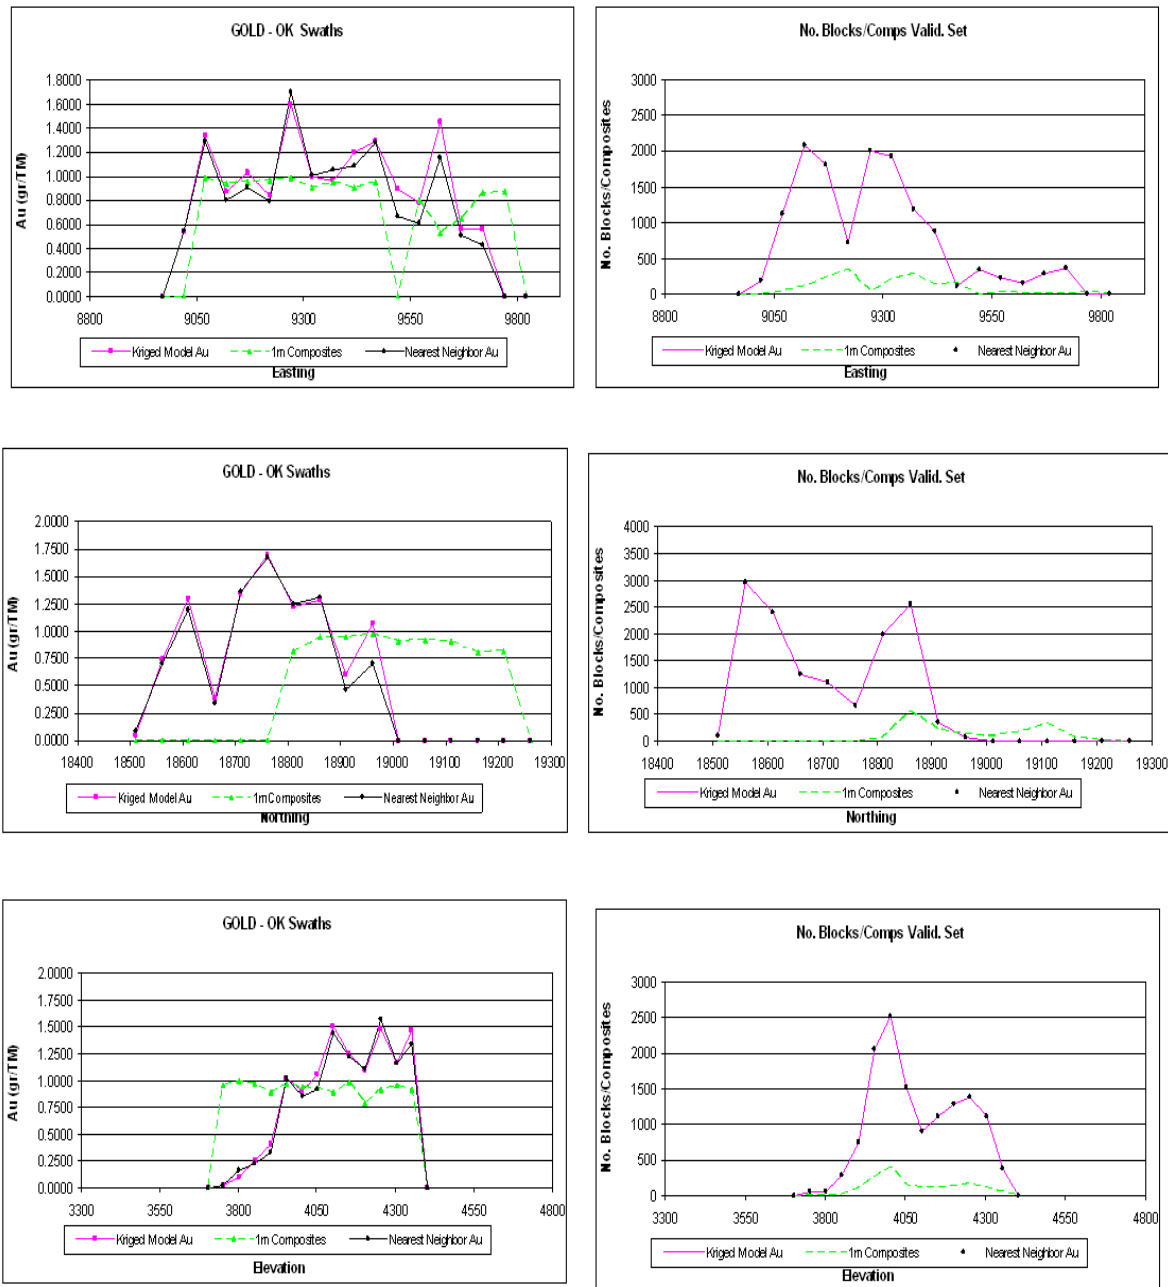 GOLD - OK Swaths
Au (gr/TM)
1.8000
1.6000
1.4000
1.2000
1.0000
0.8000
0.6000
0.4000
0.2000
0.0000
8800 9050 9300 9550 9800
Kriged Model Au 1m Composites Nearest Neighbor Au
Easting
No. Blocks/Comps Valid. Set
No. Blocks/Composites
3000
2500
2000
1500
1000
500
0
8800 9050 9300 9550 9800
Kriged Model Au 1m Composites Nearest Neighbor Au
Easting
GOLD - OK Swaths
Au (gr/TM)
2.0000
1.7500
1.5000
1.2500
1.0000
0.7500
0.5000
0.2500
0.0000
18400 18500 18600 18700 18800 18900 19000 19100 19200 19300
Kriged Model Au 1m Composites Nearest Neighbor Au
Northing
No. Blocks/Comps Valid. Set
No. Blocks/Composites
4000
3500
3000
2500
2000
1500
1000
500
0
18400 18500 18600 18700 18800 18900 19000 19100 19200 19300
Kriged Model Au 1m Composites Nearest Neighbor Au
Northing
GOLD - OK Swaths
Au (gr/TM)
2.0000
1.7500
1.5000
1.2500
1.0000
0.7500
0.5000
0.2500
0.0000
3300 3550 3800 4050 4300 4550 4800
Kriged Model Au 1m Composites Nearest Neighbor Au
Elevation
No. Blocks/Comps Valid. Set
No. Blocks/Composites
3000
2500
2000
1500
1000
500
0
3300 3550 3800 4050 4300 4550 4800
Kriged Model Au 1m Composites Nearest Neighbor Au
Elevation